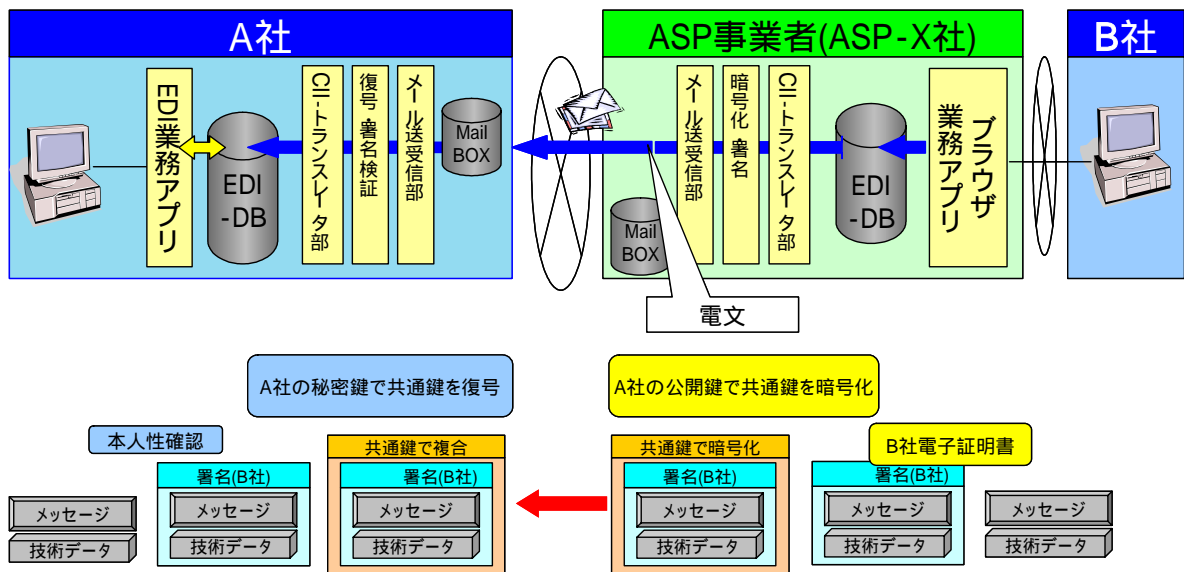 A社
ASP事業者(ASP-X社)
B社
EDI業務アプリ
EDI
-DB
CII-トランスレータ部
復号・署名検証
メール送受信部
Mail
BOX
Mail
BOX
メール送受信部
暗号化・署名
CII-トランスレータ部
EDI
-DB
ブラウザ
業務アプリ
電文
A社の秘密鍵で共通鍵を復号
A社の公開鍵で共通鍵を暗号化
本人性確認
共通鍵で複合
共通鍵で暗号化
B社電子証明書
署名(B社)
署名(B社)
署名(B社)
署名(B社)
メッセージ
メッセージ
メッセージ
メッセージ
メッセージ
メッセージ
技術データ
技術データ
技術データ
技術データ
技術データ
技術データ